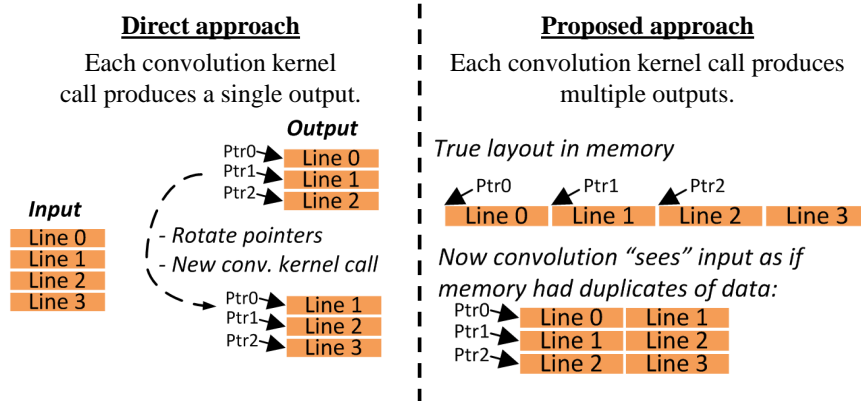 Direct approach
Each convolution kernel
call produces a single output.
Output
Ptr0
Line 0
Ptr1
Line 1
Ptr2
Line 2
Input
Line 0
Line 1
Line 2
Line 3
- Rotate pointers
- New conv. kernel call
Ptr0
Line 1
Ptr1
Line 2
Ptr2
Line 3
Proposed approach
Each convolution kernel call produces
multiple outputs.
True layout in memory
Ptr0 Ptr1 Ptr2
Line 0 Line 1 Line 2 Line 3
Now convolution “sees” input as if
memory had duplicates of data:
Ptr0 Line 0 Line 1
Ptr1 Line 1 Line 2
Ptr2 Line 2 Line 3